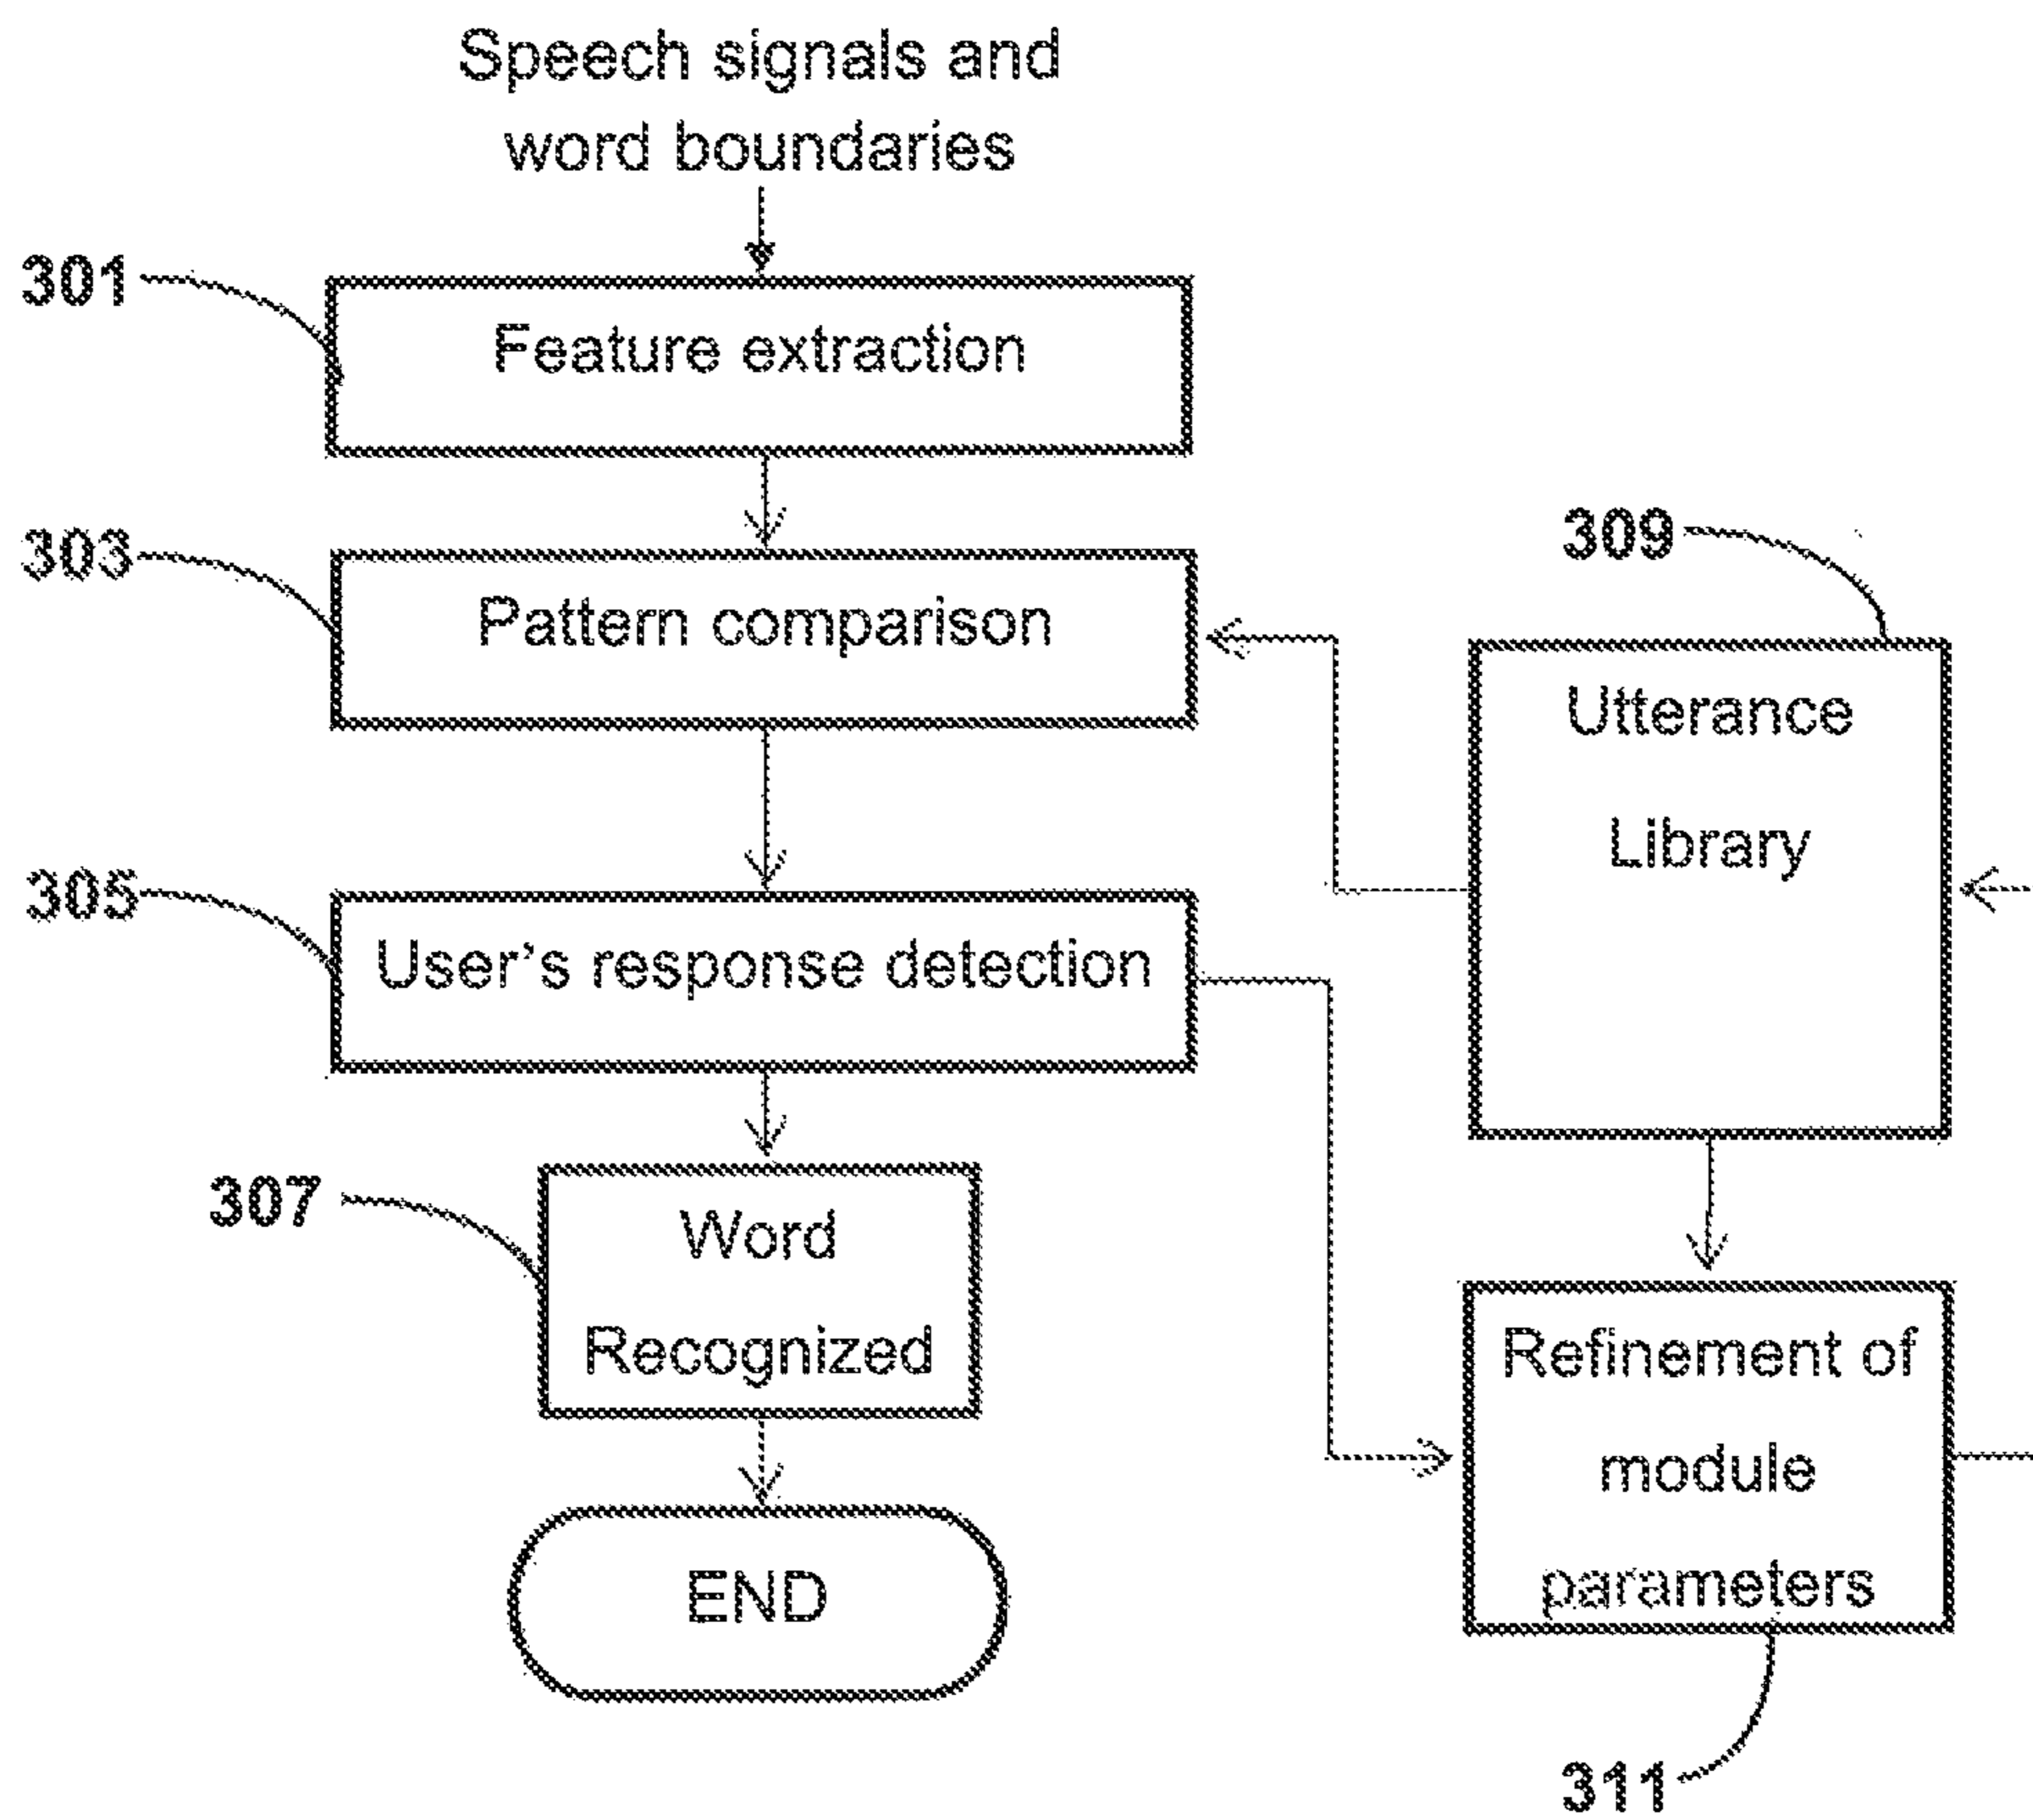 Speech signals and
word boundaries
301
Feature extraction
303
Pattern comparison
309
Utterance
Library
305
User's response detection
307
Word
Recognized
Refinement of
module
parameters
END
311